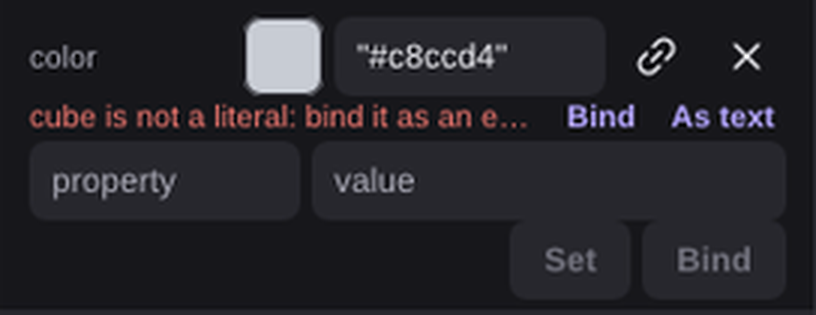 color "#c8ccd4"
cube is not a literal: bind it as an e… Bind As text
property value
Set Bind